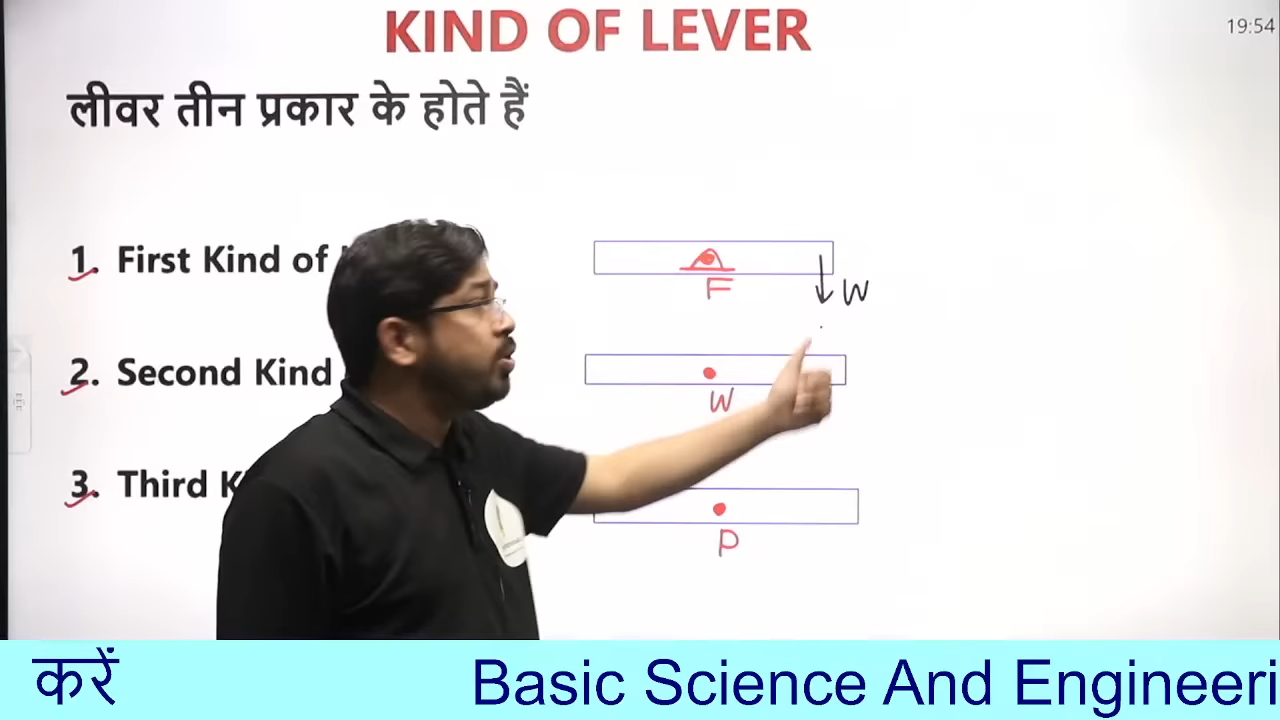 KIND OF LEVER
19:54
लीवर तीन प्रकार के होते हैं
1. First Kind of
F
W
2. Second Kind
W
3. Third
P
करें
Basic Science And Engineeri